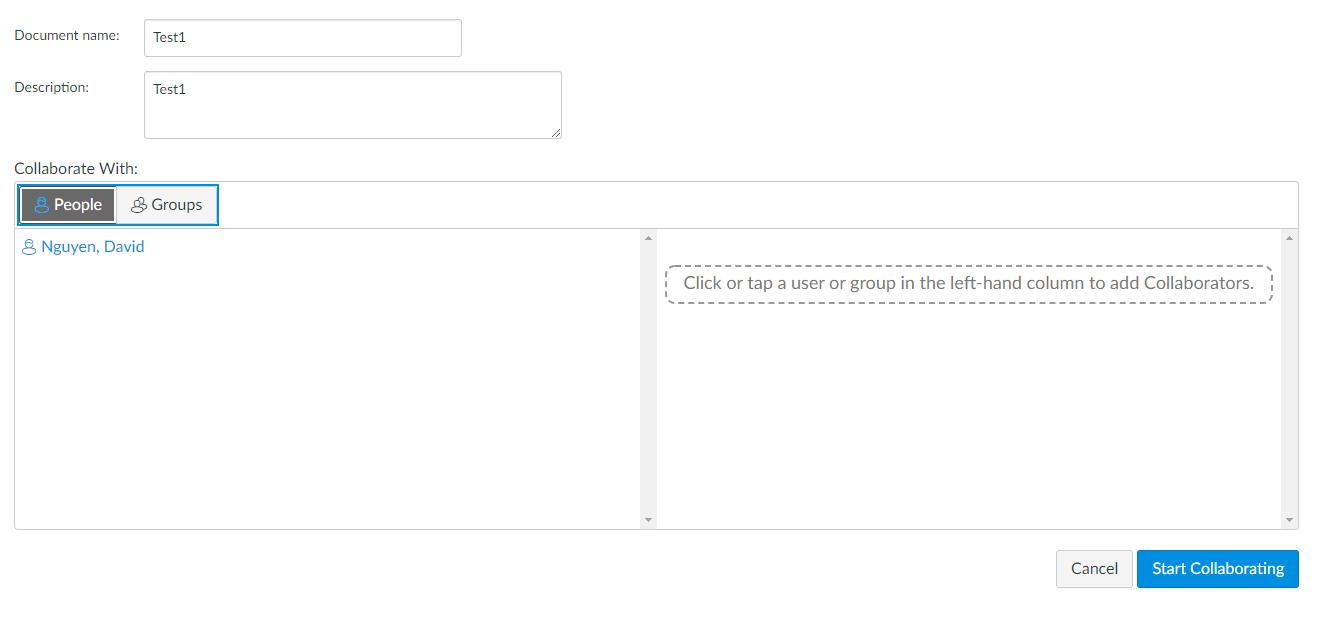 Document name:
Test1
Description:
Test1
Collaborate With:
People
Groups
Nguyen, David
Click or tap a user or group in the left-hand column to add Collaborators.
Cancel
Start Collaborating